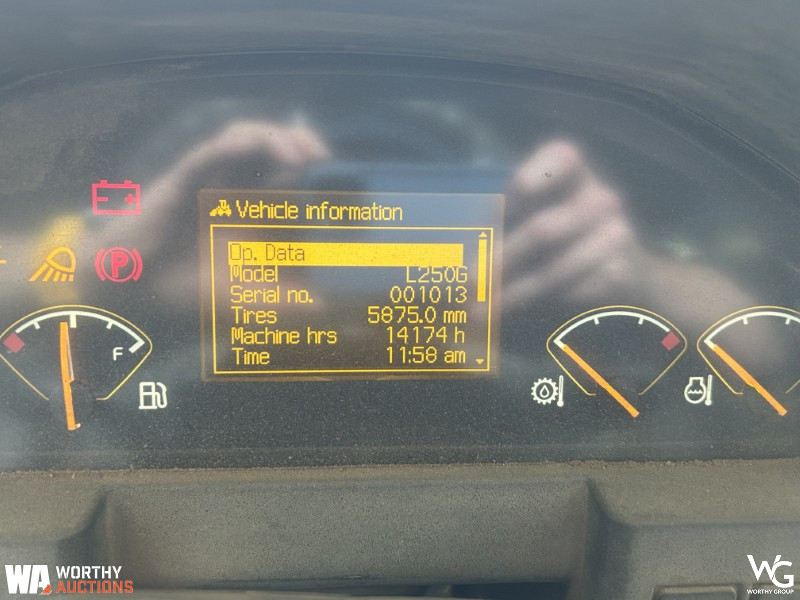 Vehicle information
Op. Data
Model L250G
Serial no. 001013
Tires 5875.0 mm
Machine hrs 14174 h
Time 11:58 am
P
F
WA WORTHY
AUCTIONS
WG
WORTHY GROUP